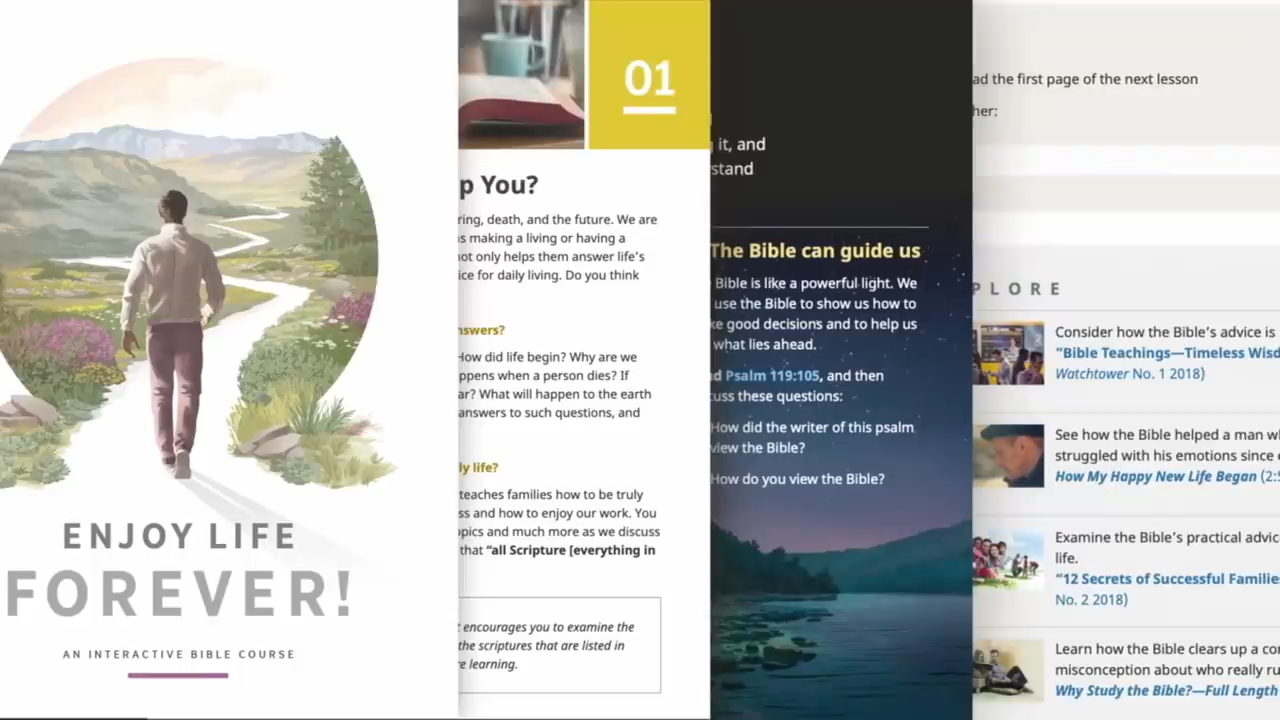 ENJOY LIFE
FOREVER!
AN INTERACTIVE BIBLE COURSE
01
p You?
ring, death, and the future. We are
s making a living or having a
ot only helps them answer life's
ice for daily living. Do you think
nswers?
How did life begin? Why are we
ppens when a person dies? If
ar? What will happen to the earth
answers to such questions, and
ly life?
teaches families how to be truly
ss and how to enjoy our work. You
opics and much more as we discuss
that “all Scripture [everything in
t encourages you to examine the
the scriptures that are listed in
e learning.
it, and
stand
The Bible can guide us
Bible is like a powerful light. We
use the Bible to show us how to
ke good decisions and to help us
what lies ahead.
d Psalm 119:105, and then
cuss these questions:
How did the writer of this psalm
view the Bible?
How do you view the Bible?
ad the first page of the next lesson
her:
PLORE
Consider how the Bible's advice is
“Bible Teachings—Timeless Wisd
Watchtower No. 1 2018)
See how the Bible helped a man wh
struggled with his emotions since
How My Happy New Life Began (2:5
Examine the Bible's practical advic
life.
“12 Secrets of Successful Familie
No. 2 2018)
Learn how the Bible clears up a co
misconception about who really ru
Why Study the Bible?—Full Length